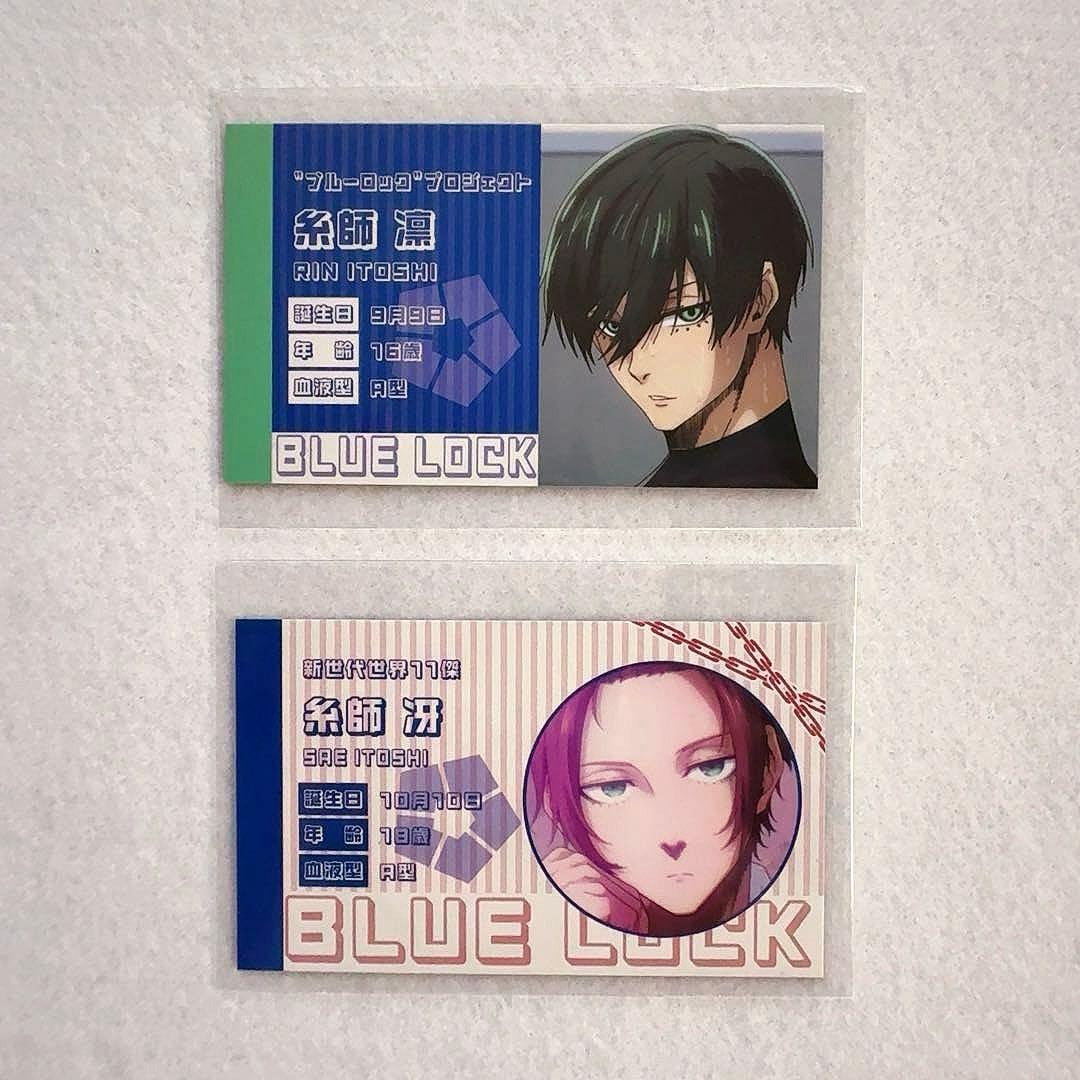 "ブルーロック"プロジェクト
糸師 凛
RIN ITOSHI
誕生日 9月9日
年 齢 16歳
血液型 A型
BLUE LOCK
新世代世界11傑
糸師 冴
SAE ITOSHI
誕生日 10月10日
年 齢 18歳
血液型 A型
BLUE LOCK